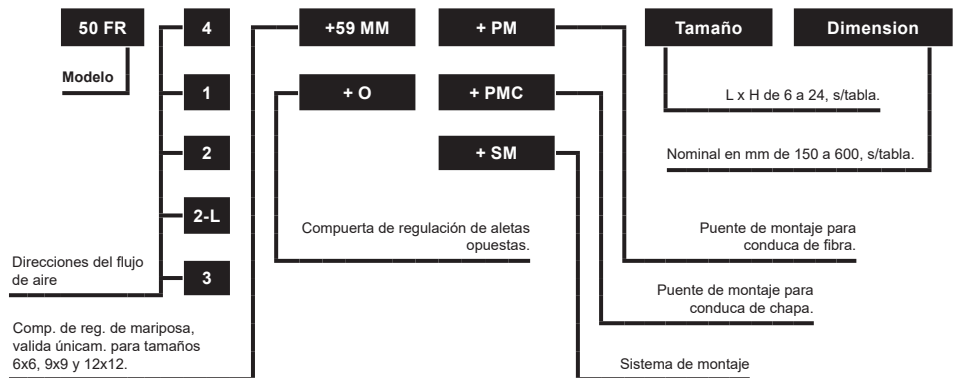 50 FR
4
+59 MM
+ PM
Tamaño
Dimension
Modelo
1
+ O
+ PMC
L x H de 6 a 24, s/tabla.
2
+ SM
Nominal en mm de 150 a 600, s/tabla.
2-L
Compuerta de regulación de aletas
opuestas.
Puente de montaje para
conduca de fibra.
Direcciones del flujo
de aire
3
Puente de montaje para
conduca de chapa.
Comp. de reg. de mariposa,
valida únicam. para tamaños
6x6, 9x9 y 12x12.
Sistema de montaje